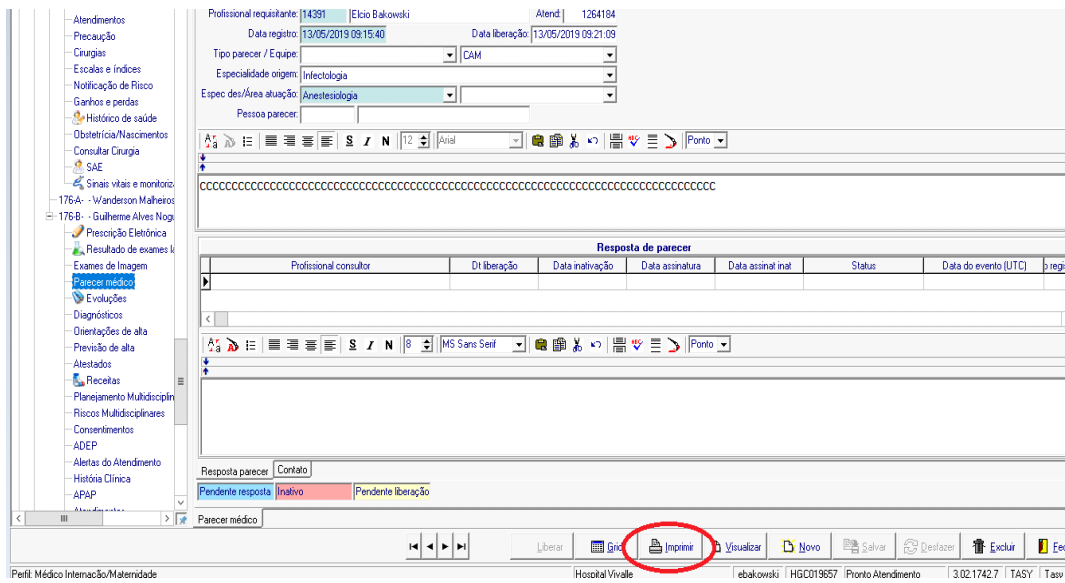 Atendimentos
Precaução
Cirurgias
Escalas e índices
Notificação de Risco
Ganhos e perdas
Histórico de saúde
Obstetrícia/Nascimentos
Consultar Cirurgia
SAE
Sinais vitais e monitoriz
176-A- - Wanderson Malheiros
176-B- - Guilherme Alves Nogu
Prescrição Eletrônica
Resultado de exames la
Exames de Imagem
Parecer médico
Evoluções
Diagnósticos
Orientações de alta
Previsão de alta
Atestados
Receitas
Planejamento Multidisciplin
Riscos Multidisciplinares
Consentimentos
ADEP
Alertas do Atendimento
História Clínica
APAP
Profissional requisitante: 14391 Elcio Bakowski Atend: 1264184
Data registro: 13/05/2019 09:15:40 Data liberação: 13/05/2019 09:21:09
Tipo parecer / Equipe: CAM
Especialidade origem: Infectologia
Espec des/Área atuação: Anestesiologia
Pessoa parecer:
S I N 12 Arial Ponto
Resposta de parecer
Profissional consultor Dt liberação Data inativação Data assinatura Data assinat inat Status Data do evento (UTC) o regis
S I N 8 MS Sans Serif Ponto
Resposta parecer Contato
Pendente resposta Inativo Pendente liberação
Parecer médico
Liberar Grid Imprimir Visualizar Novo Salvar Desfazer Excluir Fec
Perfil: Médico Internação/Maternidade Hospital Vivalle ebakowski HGC019657 Pronto Atendimento 3.02.1742.7 TASY Tasy